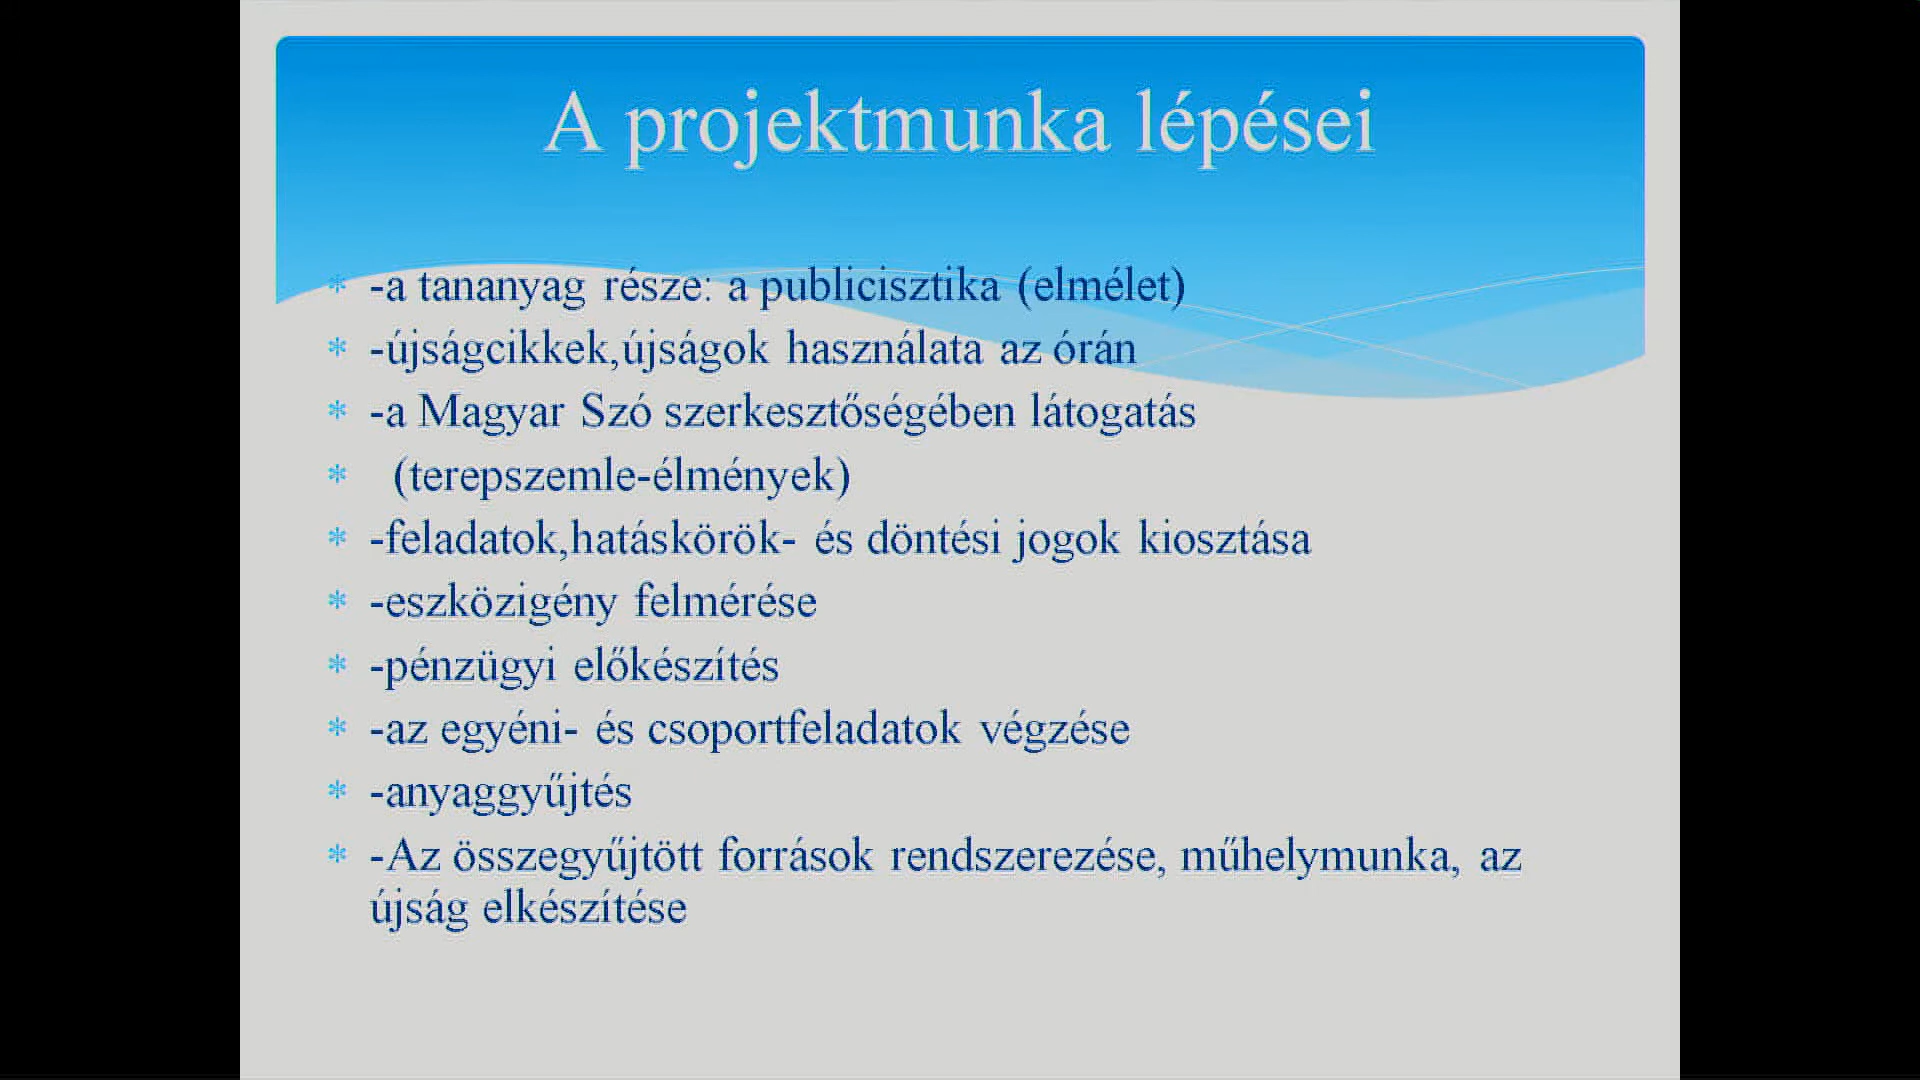 A projektmunka lépései
* -a tananyag része: a publicisztika (elmélet)
* -újságcikkek,újságok használata az órán
* -a Magyar Szó szerkesztőségében látogatás
* (terepszemle-élmények)
* -feladatok,hatáskörök- és döntési jogok kiosztása
* -eszközigény felmérése
* -pénzügyi előkészítés
* -az egyéni- és csoportfeladatok végzése
* -anyaggyűjtés
* -Az összegyűjtött források rendszerezése, műhelymunka, az
újság elkészítése